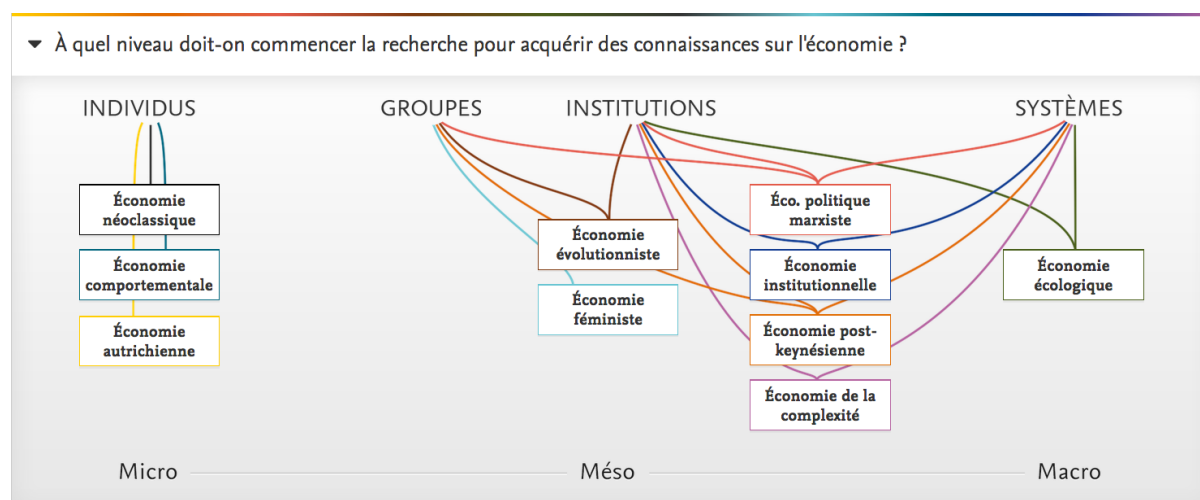 À quel niveau doit-on commencer la recherche pour acquérir des connaissances sur l'économie ?
INDIVIDUS
GROUPES
INSTITUTIONS
SYSTÈMES
Économie
néoclassique
Économie
comportementale
Économie
autrichienne
Économie
évolutionniste
Économie
féministe
Éco. politique
marxiste
Économie
institutionnelle
Économie post-
keynésienne
Économie de la
complexité
Économie
écologique
Micro
Méso
Macro